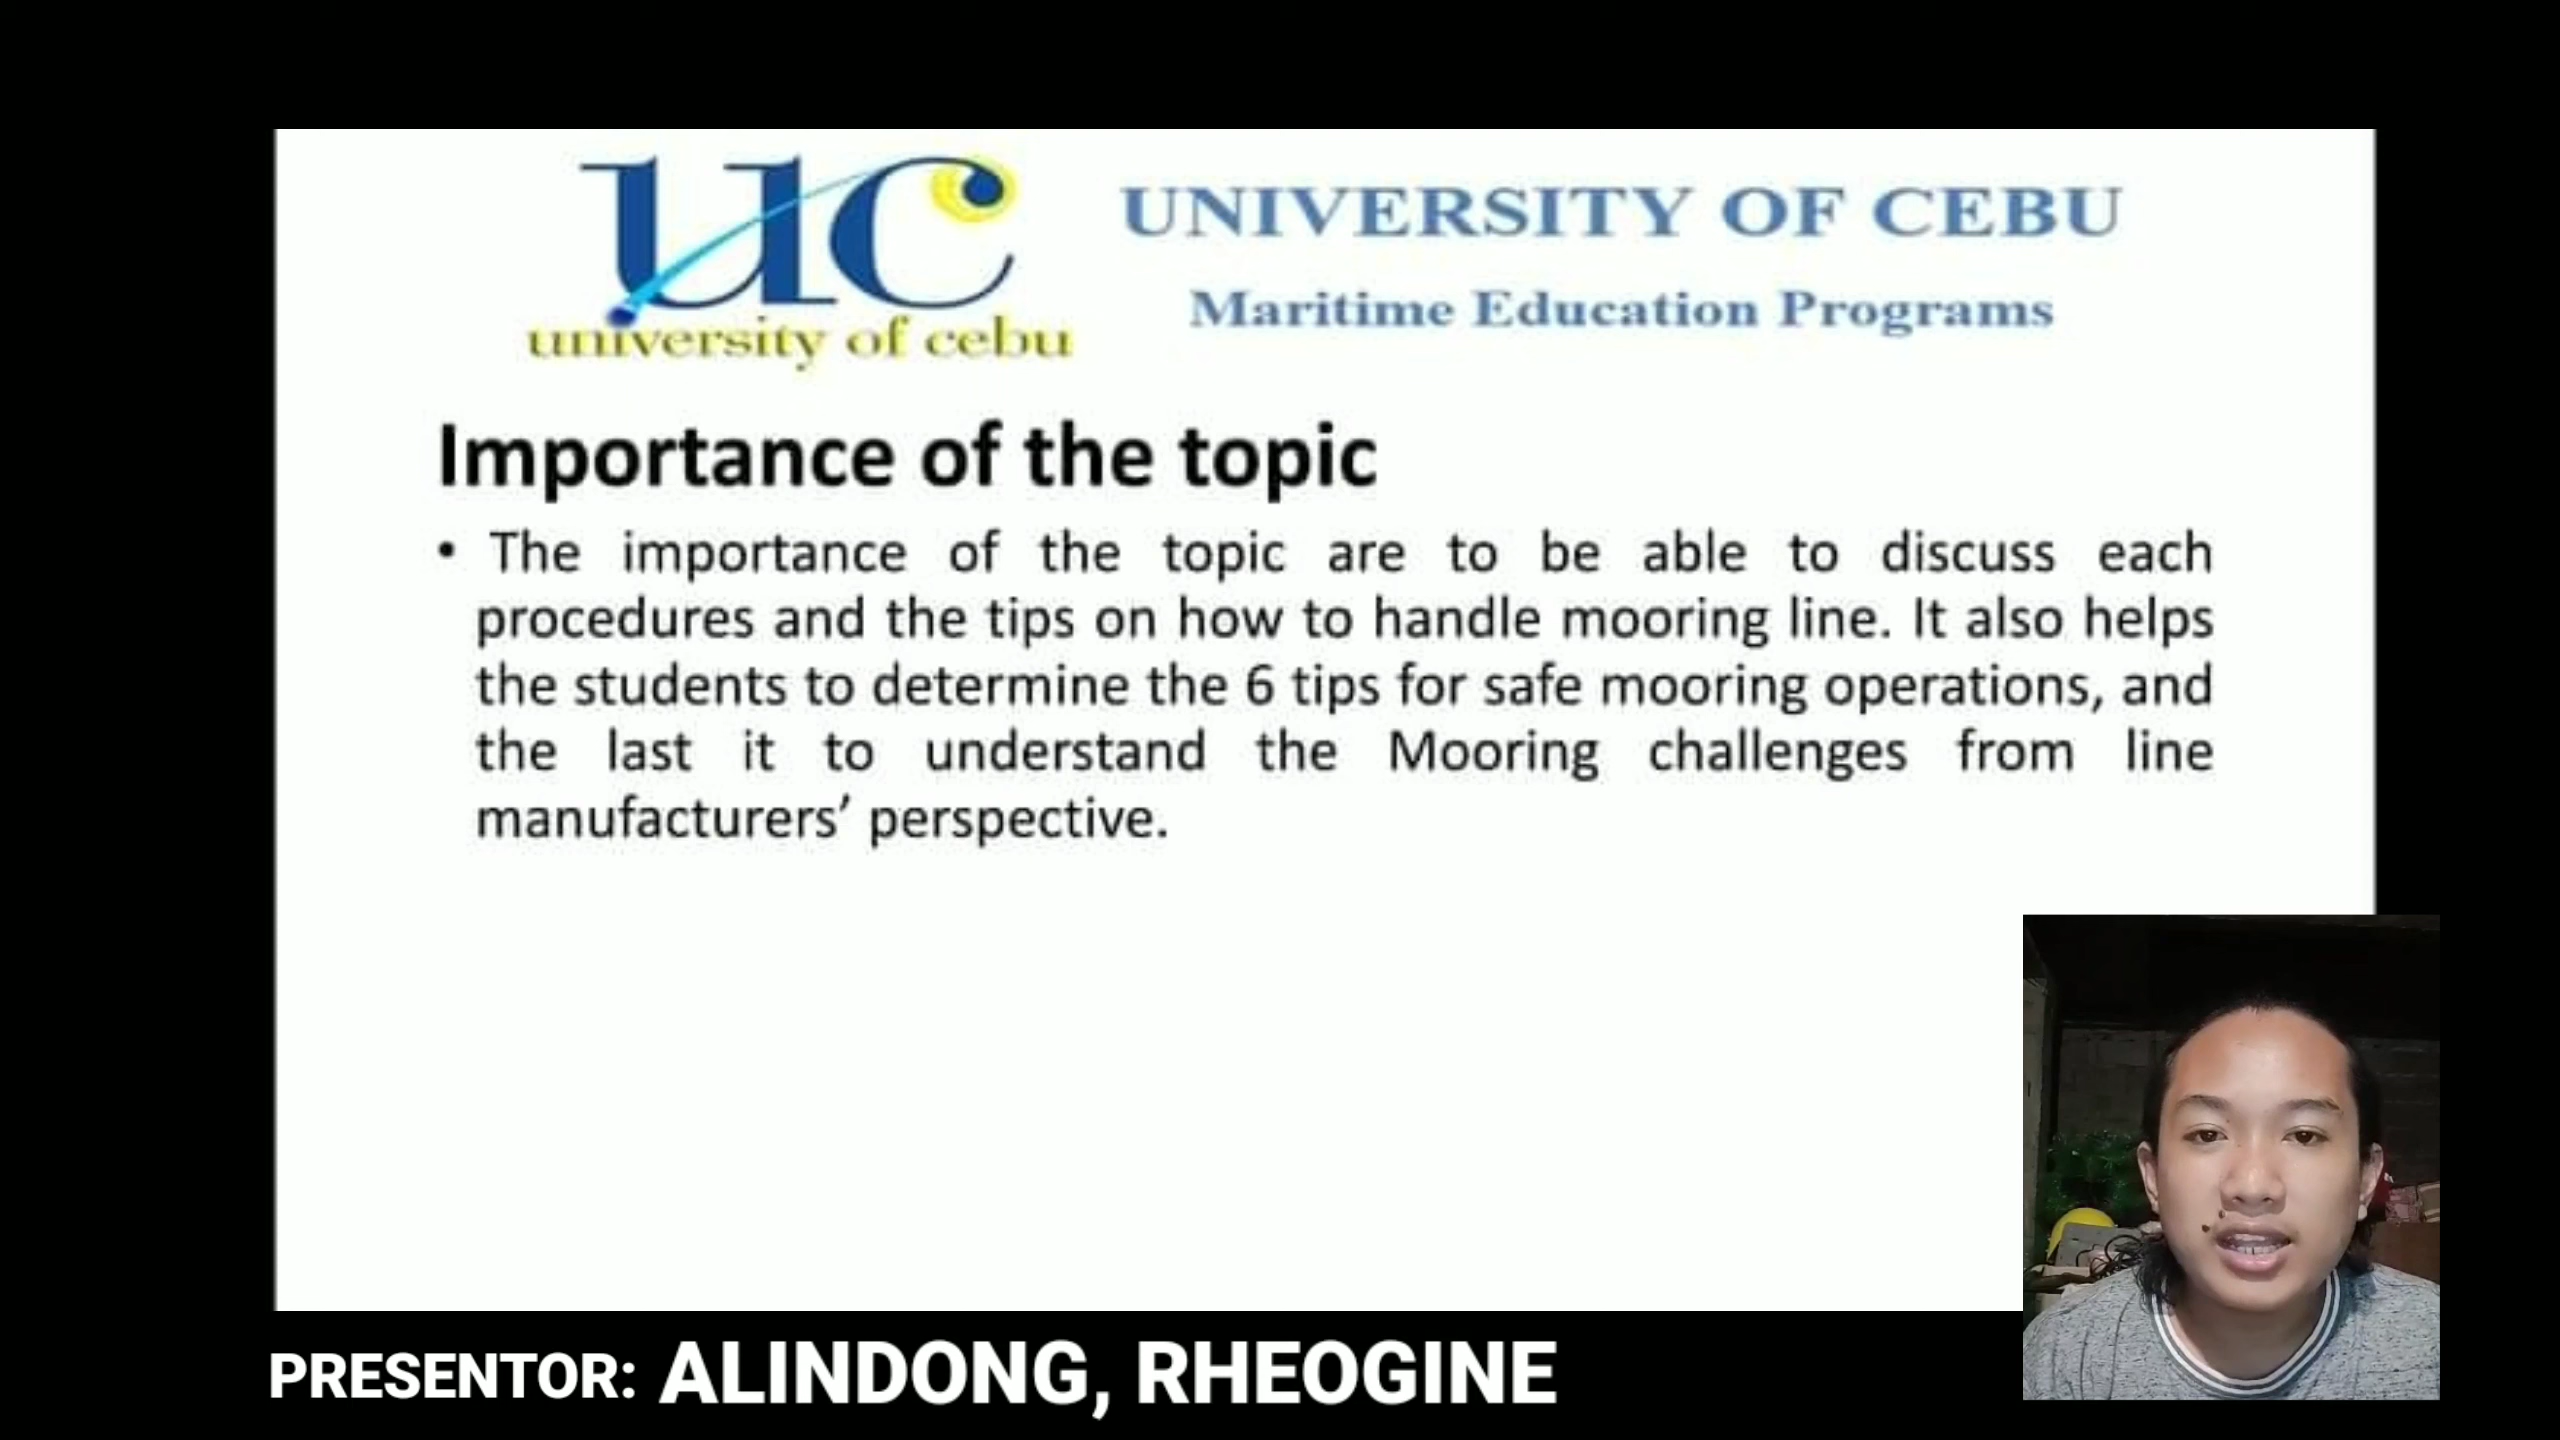 uc
university of cebu
UNIVERSITY OF CEBU
Maritime Education Programs
Importance of the topic
• The importance of the topic are to be able to discuss each
procedures and the tips on how to handle mooring line. It also helps
the students to determine the 6 tips for safe mooring operations, and
the last it to understand the Mooring challenges from line
manufacturers’ perspective.
PRESENTOR: ALINDONG, RHEOGINE